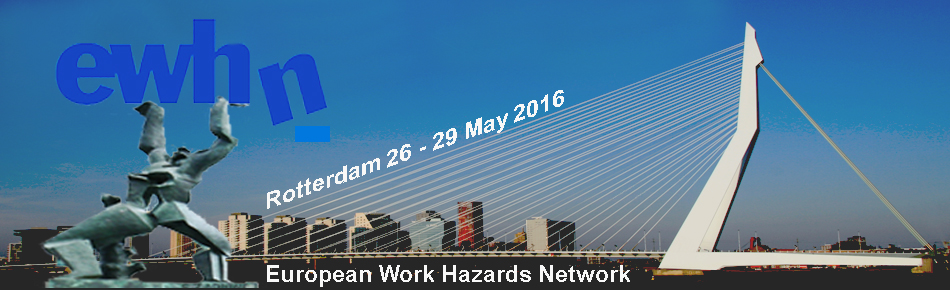 ewhn
Rotterdam 26 - 29 May 2016
European Work Hazards Network